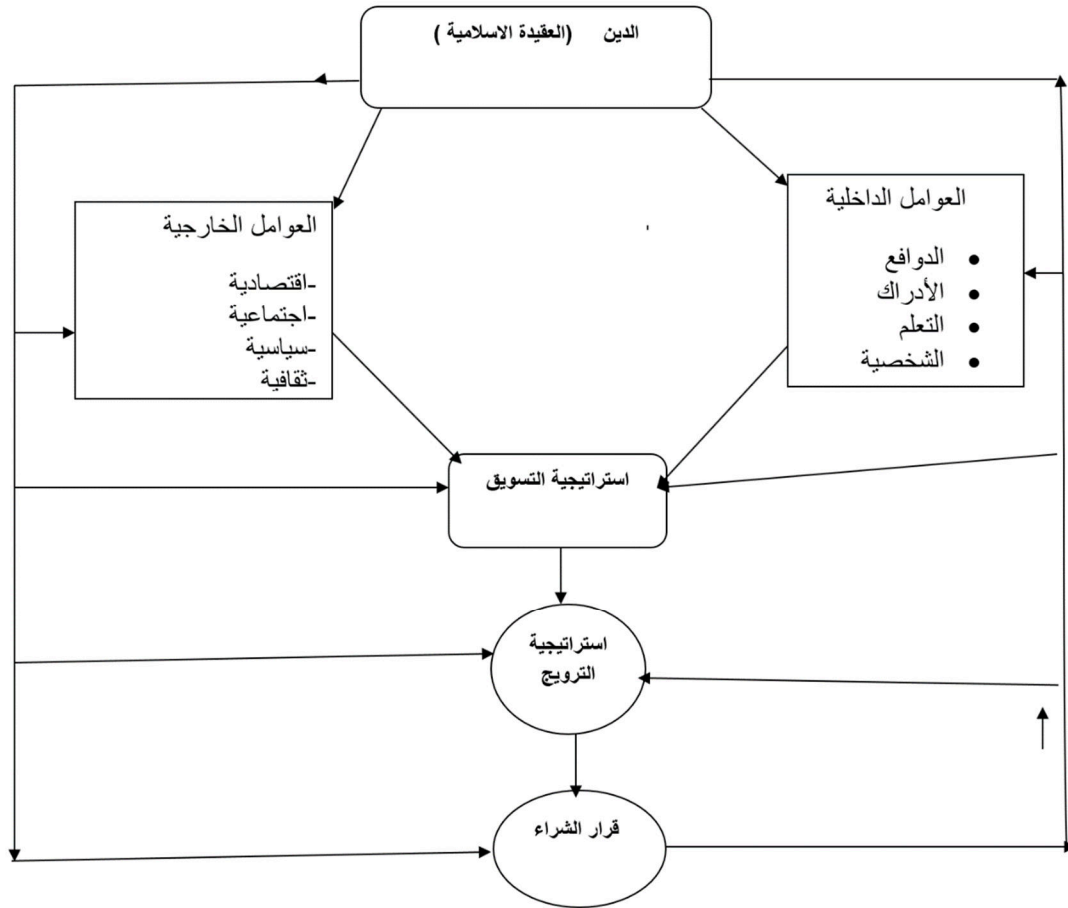 الدين (العقيدة الاسلامية )
العوامل الداخلية
• الدوافع
• الأدراك
• التعلم
• الشخصية
العوامل الخارجية
-اقتصادية
-اجتماعية
-سياسية
-ثقافية
استراتيجية التسويق
استراتيجية
الترويج
قرار الشراء